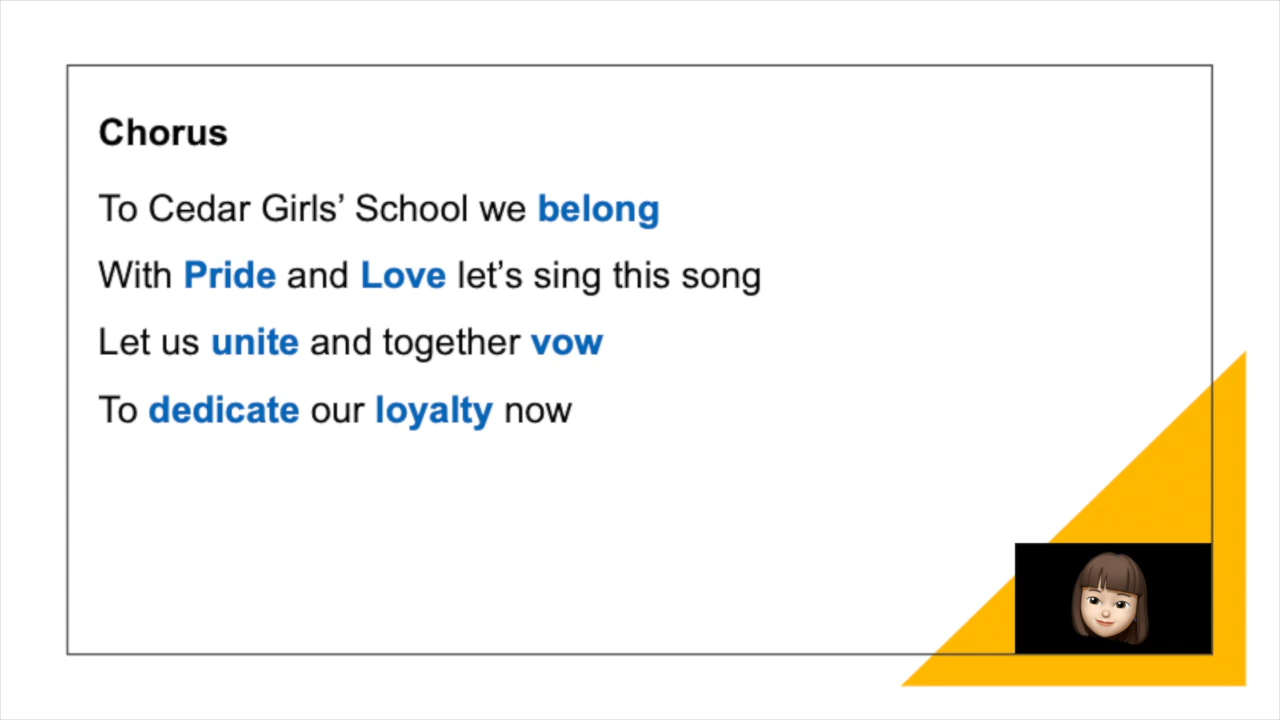 Chorus
To Cedar Girls’ School we belong
With Pride and Love let’s sing this song
Let us unite and together vow
To dedicate our loyalty now